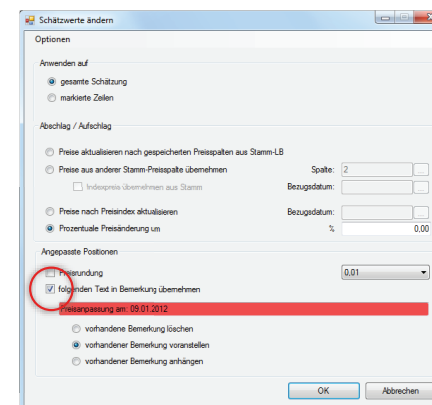 Schätzwerte ändern
Optionen
Anwenden auf
gesamte Schätzung
markierte Zeilen
Abschlag / Aufschlag
Preise aktualisieren nach gespeicherten Preisspalten aus Stamm-LB
Preise aus anderer Stamm-Preisspalte übernehmen Spalte: 2 ...
Indexpreis übernehmen aus Stamm Bezugsdatum: ...
Preise nach Preisindex aktualisieren Bezugsdatum: ...
Prozentuale Preisänderung um % 0,00
Angepasste Positionen
Preisrundung 0,01
folgenden Text in Bemerkung übernehmen
Preisanpassung am: 09.01.2012
vorhandene Bemerkung löschen
vorhandener Bemerkung voranstellen
vorhandener Bemerkung anhängen
OK Abbrechen